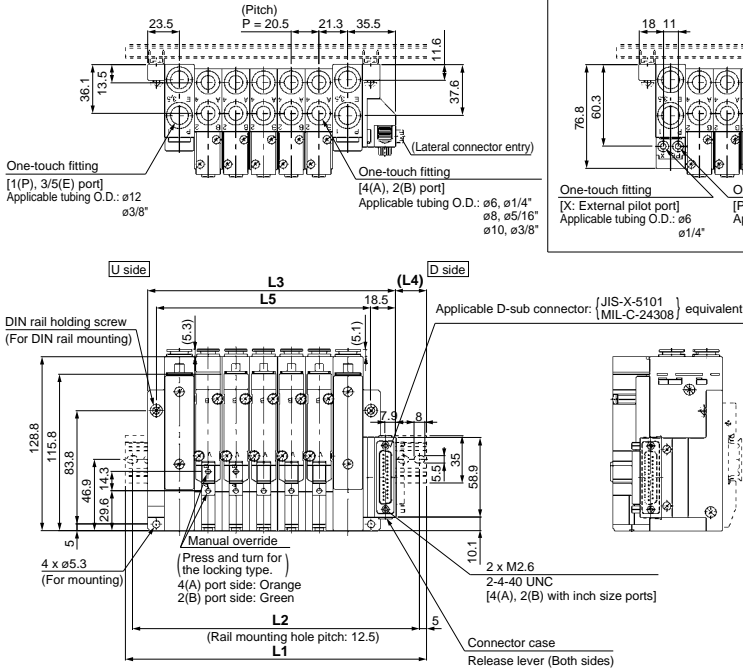 (Pitch)
P = 20.5
23.5
21.3
35.5
11.6
36.1
13.5
37.6
(Lateral connector entry)
One-touch fitting
[1(P), 3/5(E) port]
Applicable tubing O.D.: ø12
ø3/8"
One-touch fitting
[4(A), 2(B) port]
Applicable tubing O.D.: ø6, ø1/4"
ø8, ø5/16"
ø10, ø3/8"
18
11
76.8
60.3
One-touch fitting
[X: External pilot port]
Applicable tubing O.D.: ø6
ø1/4"
U side
D side
L3
(L4)
L5
18.5
Applicable D-sub connector: {JIS-X-5101
MIL-C-24308} equivalent
DIN rail holding screw
(For DIN rail mounting)
(5.3)
(5.1)
7.9
8
128.8
115.8
83.8
46.9
14.3
29.6
5
5.5
35
58.9
10.1
4 x ø5.3
(For mounting)
Manual override
(Press and turn for
the locking type.)
4(A) port side: Orange
2(B) port side: Green
2 x M2.6
2-4-40 UNC
[4(A), 2(B) with inch size ports]
L2
5
(Rail mounting hole pitch: 12.5)
L1
Connector case
Release lever (Both sides)